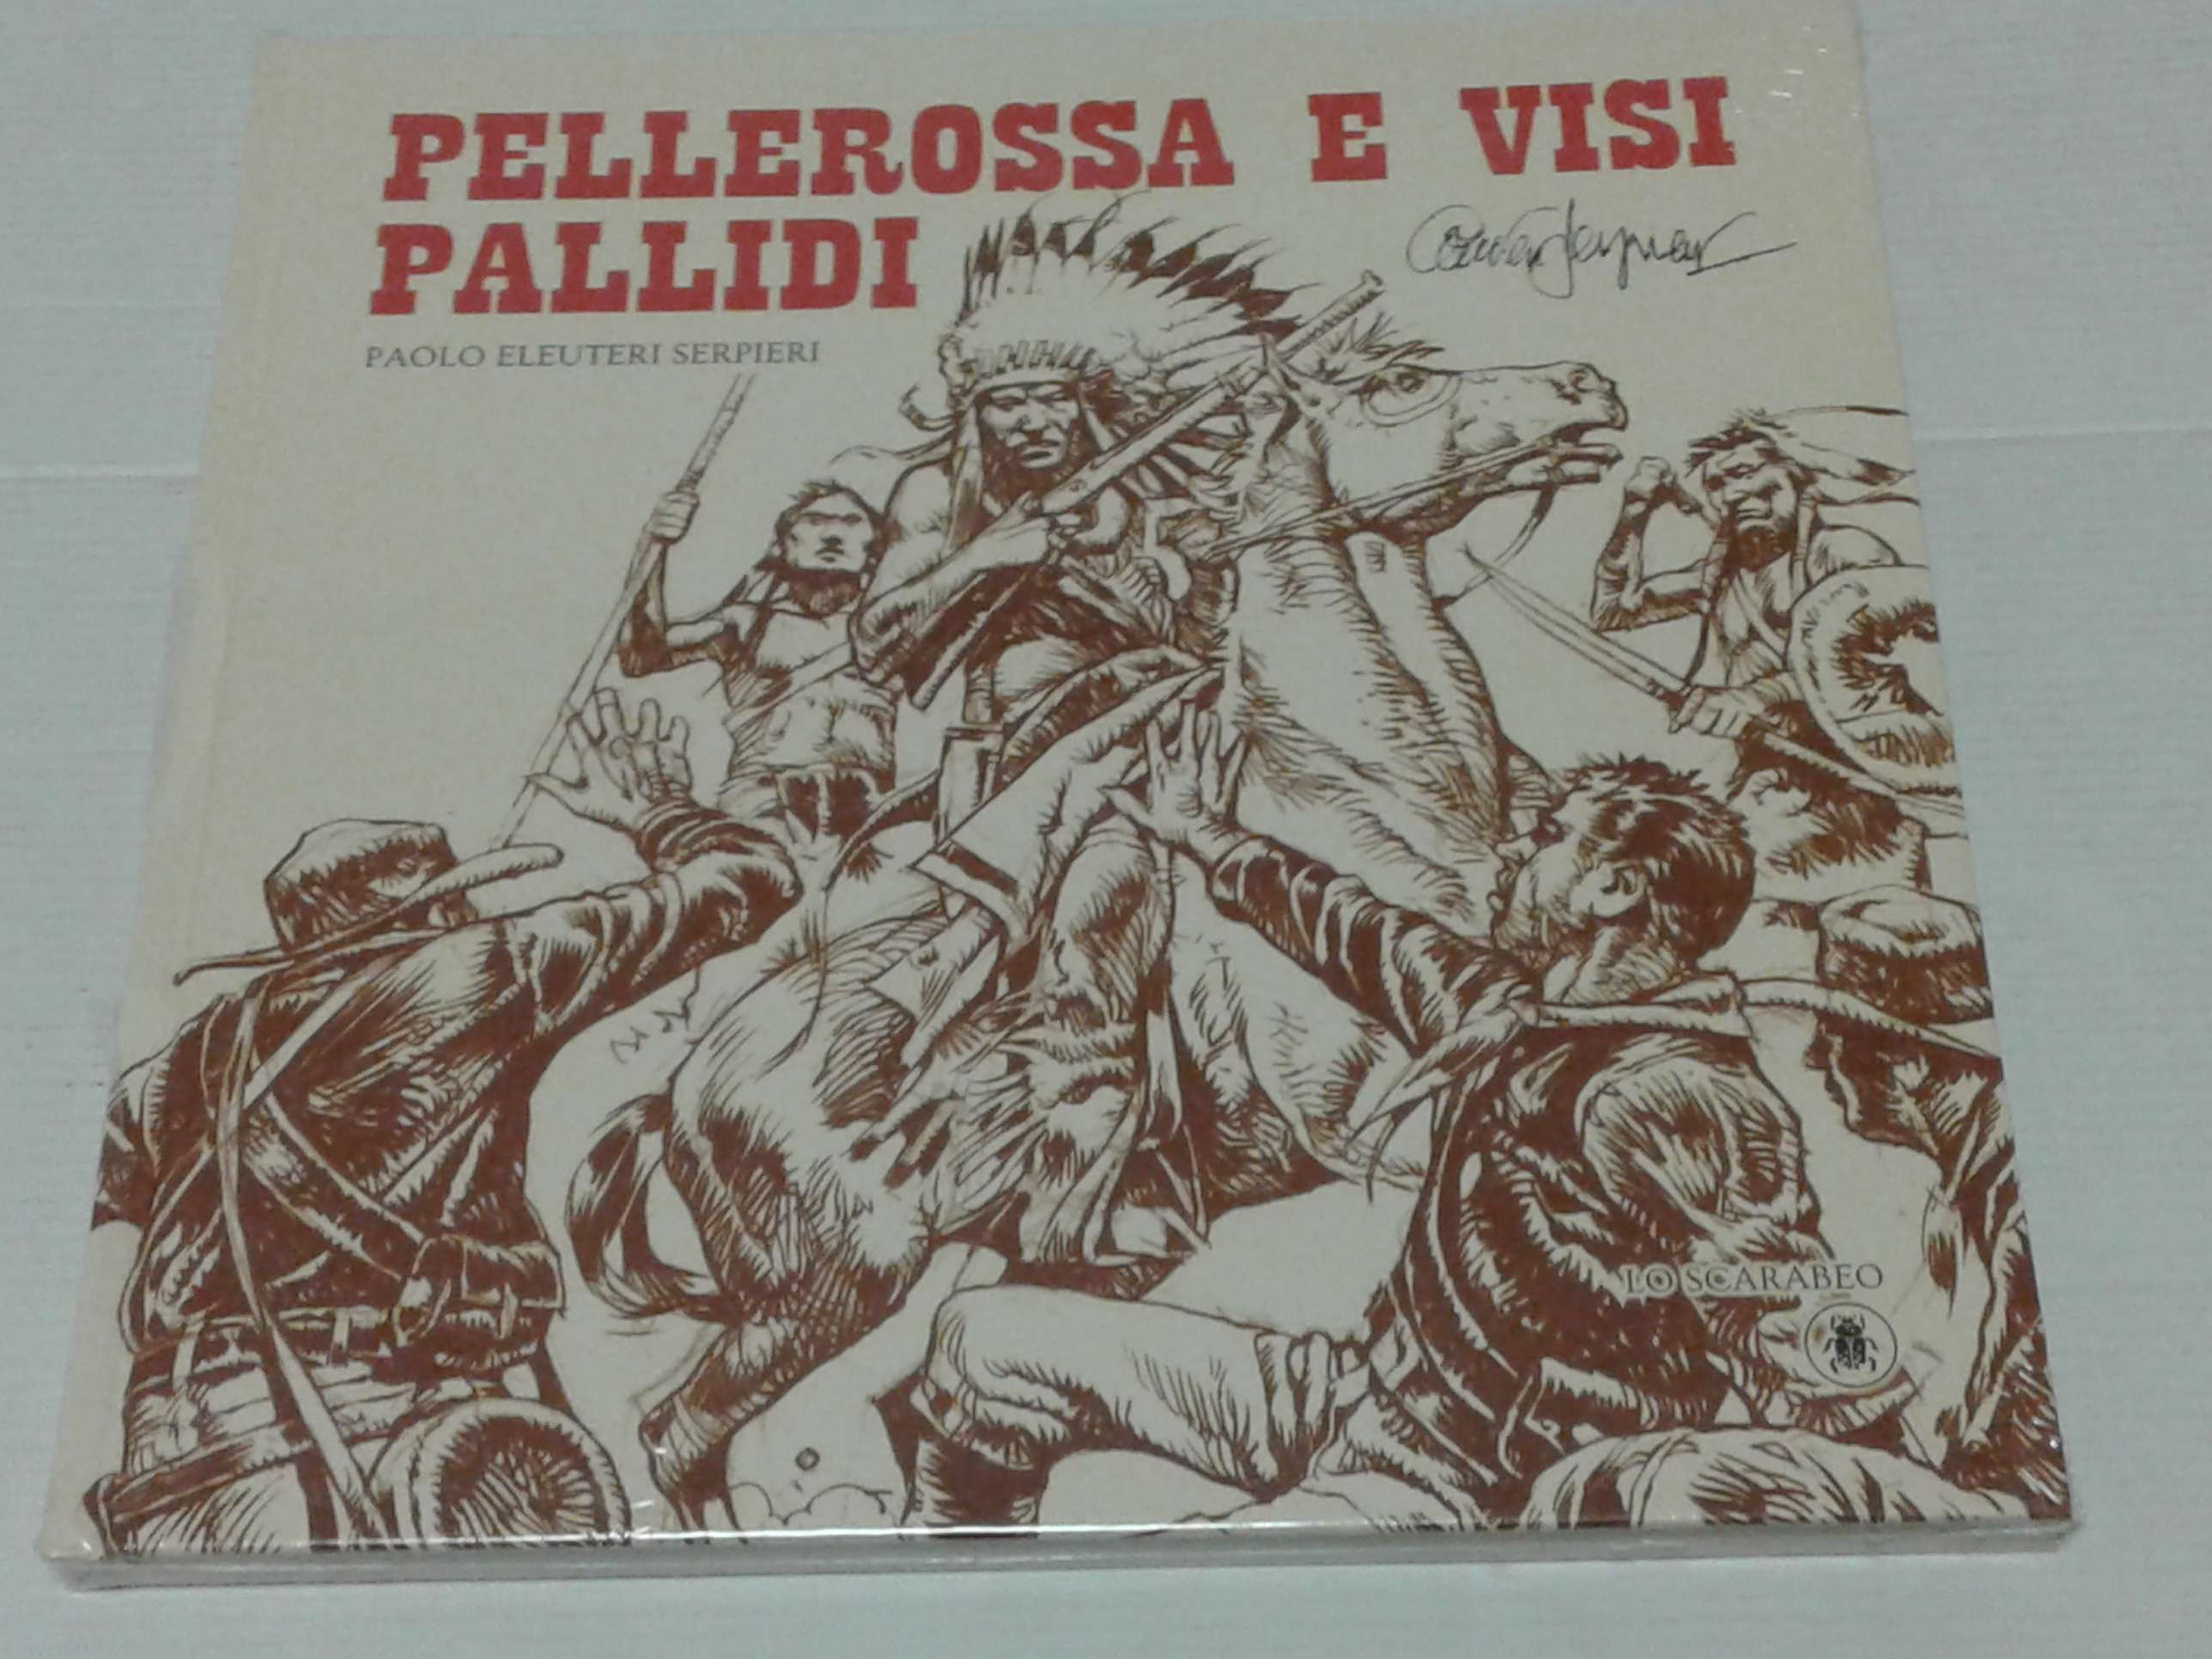 PELLEROSSA E VISI
PALLIDI
PAOLO ELEUTERI SERPIERI
LO SCARABEO